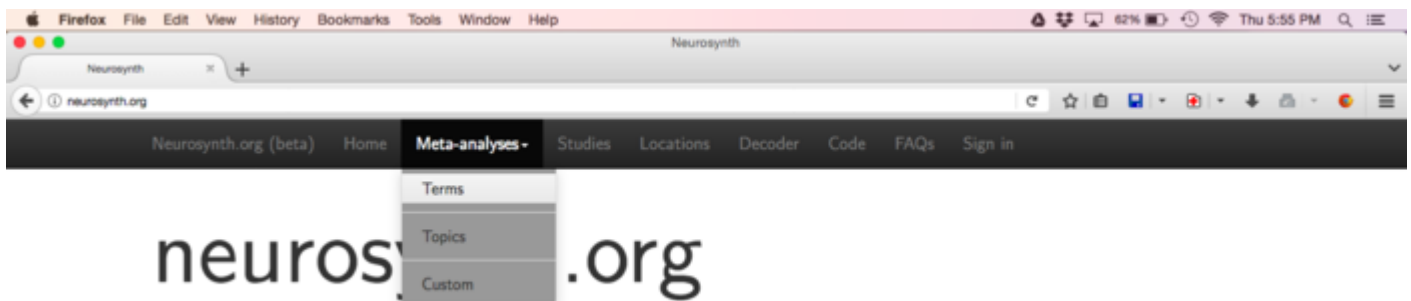 Firefox File Edit View History Bookmarks Tools Window Help 62% Thu 5:55 PM
Neurosynth
Neurosynth
neurosynth.org
Neurosynth.org (beta) Home Meta-analyses Studies Locations Decoder Code FAQs Sign in
Terms
Topics
neuros .org
Custom